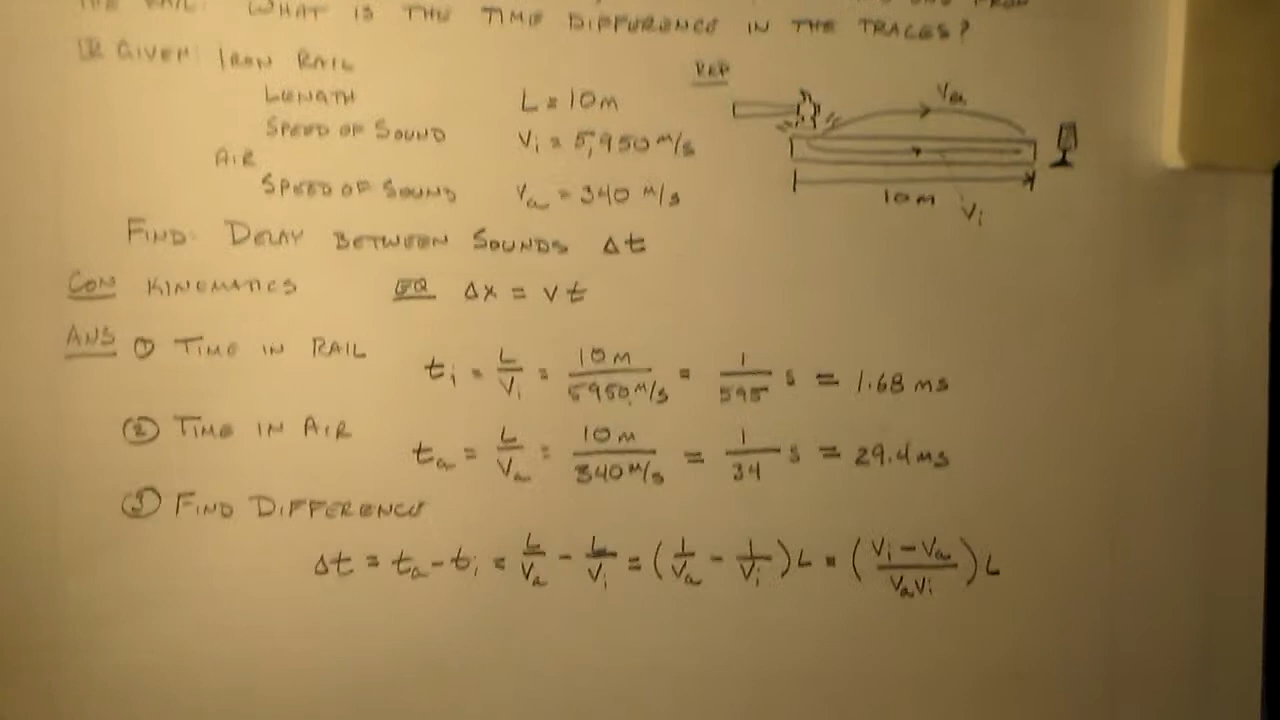 THE RAIL. WHAT IS THE TIME DIFFERENCE IN THE TRACES?
GIVEN: IRON RAIL
LENGTH L = 10m
SPEED OF SOUND Vi = 5,950 m/s
AIR
SPEED OF SOUND Va = 340 m/s
REP
Va
10m
Vi
FIND: DELAY BETWEEN SOUNDS Δt
CON KINEMATICS EQ Δx = vt
ANS ① TIME IN RAIL ti = L/Vi = 10m/5950 m/s = 1/595 s = 1.68 ms
② TIME IN AIR ta = L/Va = 10m/340 m/s = 1/34 s = 29.4 ms
③ FIND DIFFERENCE
Δt = ta - ti = L/Va - L/Vi = (1/Va - 1/Vi)L = (Vi - Va/VaVi)L